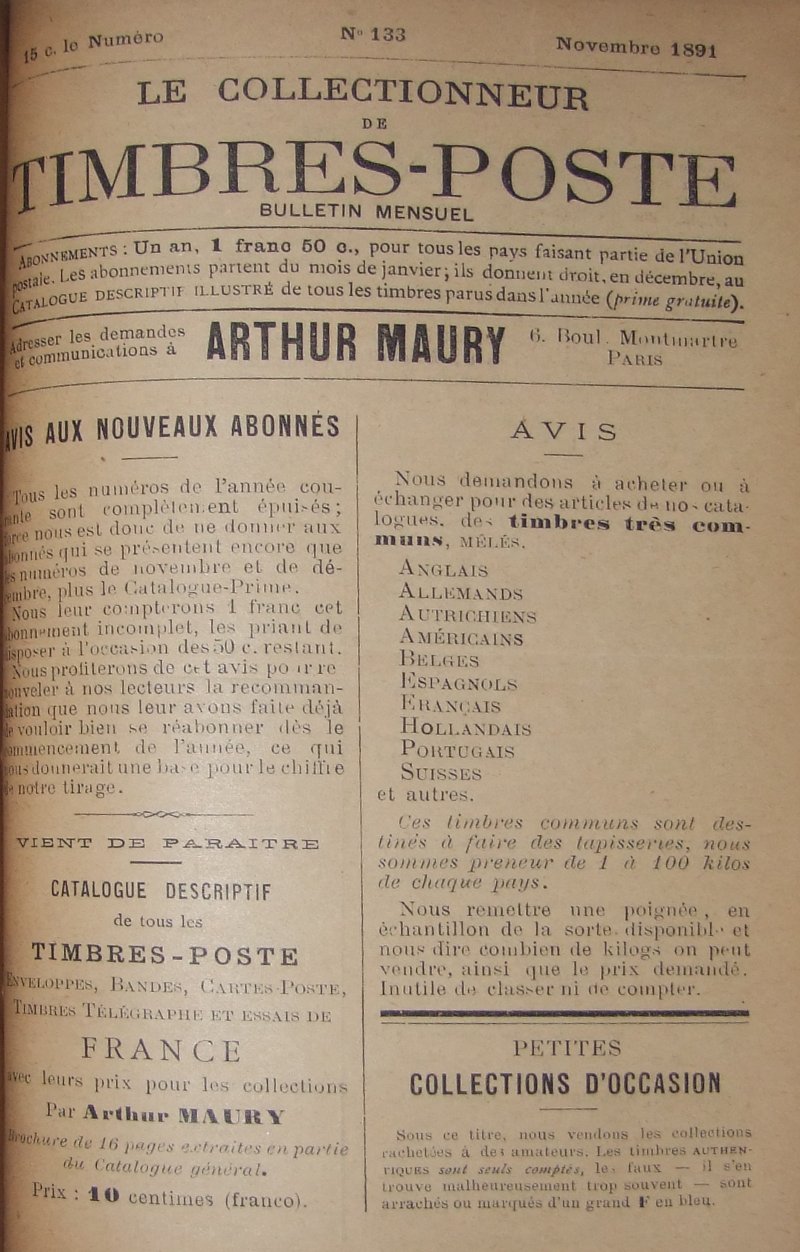 15 c. le Numéro
Nº 133
Novembre 1891
LE COLLECTIONNEUR
DE
TIMBRES-POSTE
BULLETIN MENSUEL
ABONNEMENTS : Un an, 1 franc 50 c., pour tous les pays faisant partie de l'Union
postale. Les abonnements partent du mois de janvier; ils donnent droit, en décembre, au
CATALOGUE DESCRIPTIF ILLUSTRÉ de tous les timbres parus dans l'année (prime gratuite).
Adresser les demandes
et communications à
ARTHUR MAURY
6. Boul. Montmartre
PARIS
AVIS AUX NOUVEAUX ABONNÉS
Tous les numéros de l'année cou-
rante sont complètement épuisés;
force nous est donc de ne donner aux
abonnés qui se présentent encore que
les numéros de novembre et de dé-
cembre, plus le Catalogue-Prime.
Nous leur compterons 1 franc cet
abonnement incomplet, les priant de
disposer à l'occasion des 50 c. restant.
Nous profiterons de cet avis pour re
nouveler à nos lecteurs la recomman-
dation que nous leur avons faite déjà
de vouloir bien se réabonner dès le
commencement de l'année, ce qui
nous donnerait une base pour le chiffre
de notre tirage.
VIENT DE PARAITRE
CATALOGUE DESCRIPTIF
de tous les
TIMBRES-POSTE
ENVELOPPES, BANDES, CARTES-POSTE,
TIMBRES TÉLÉGRAPHE ET ESSAIS DE
FRANCE
avec leurs prix pour les collections
Par Arthur MAURY
Brochure de 16 pages extraites en partie
du Catalogue général.
Prix : 10 centimes (franco).
AVIS
Nous demandons à acheter ou à
échanger pour des articles de nos cata-
logues, des timbres très com-
muns, MÊLÉS.
ANGLAIS
ALLEMANDS
AUTRICHIENS
AMÉRICAINS
BELGES
ESPAGNOLS
FRANÇAIS
HOLLANDAIS
PORTUGAIS
SUISSES
et autres.
Ces timbres communs sont des-
tinés à faire des tapisseries, nous
sommes preneur de 1 à 100 kilos
de chaque pays.
Nous remettre une poignée, en
échantillon de la sorte disponible et
nous dire combien de kilogs on peut
vendre, ainsi que le prix demandé.
Inutile de classer ni de compter.
PETITES
COLLECTIONS D'OCCASION
Sous ce titre, nous vendons les collections
rachetées à des amateurs. Les timbres AUTHEN-
TIQUES sont seuls comptés, les faux — il s'en
trouve malheureusement trop souvent — sont
arrachés ou marqués d'un grand F en bleu.